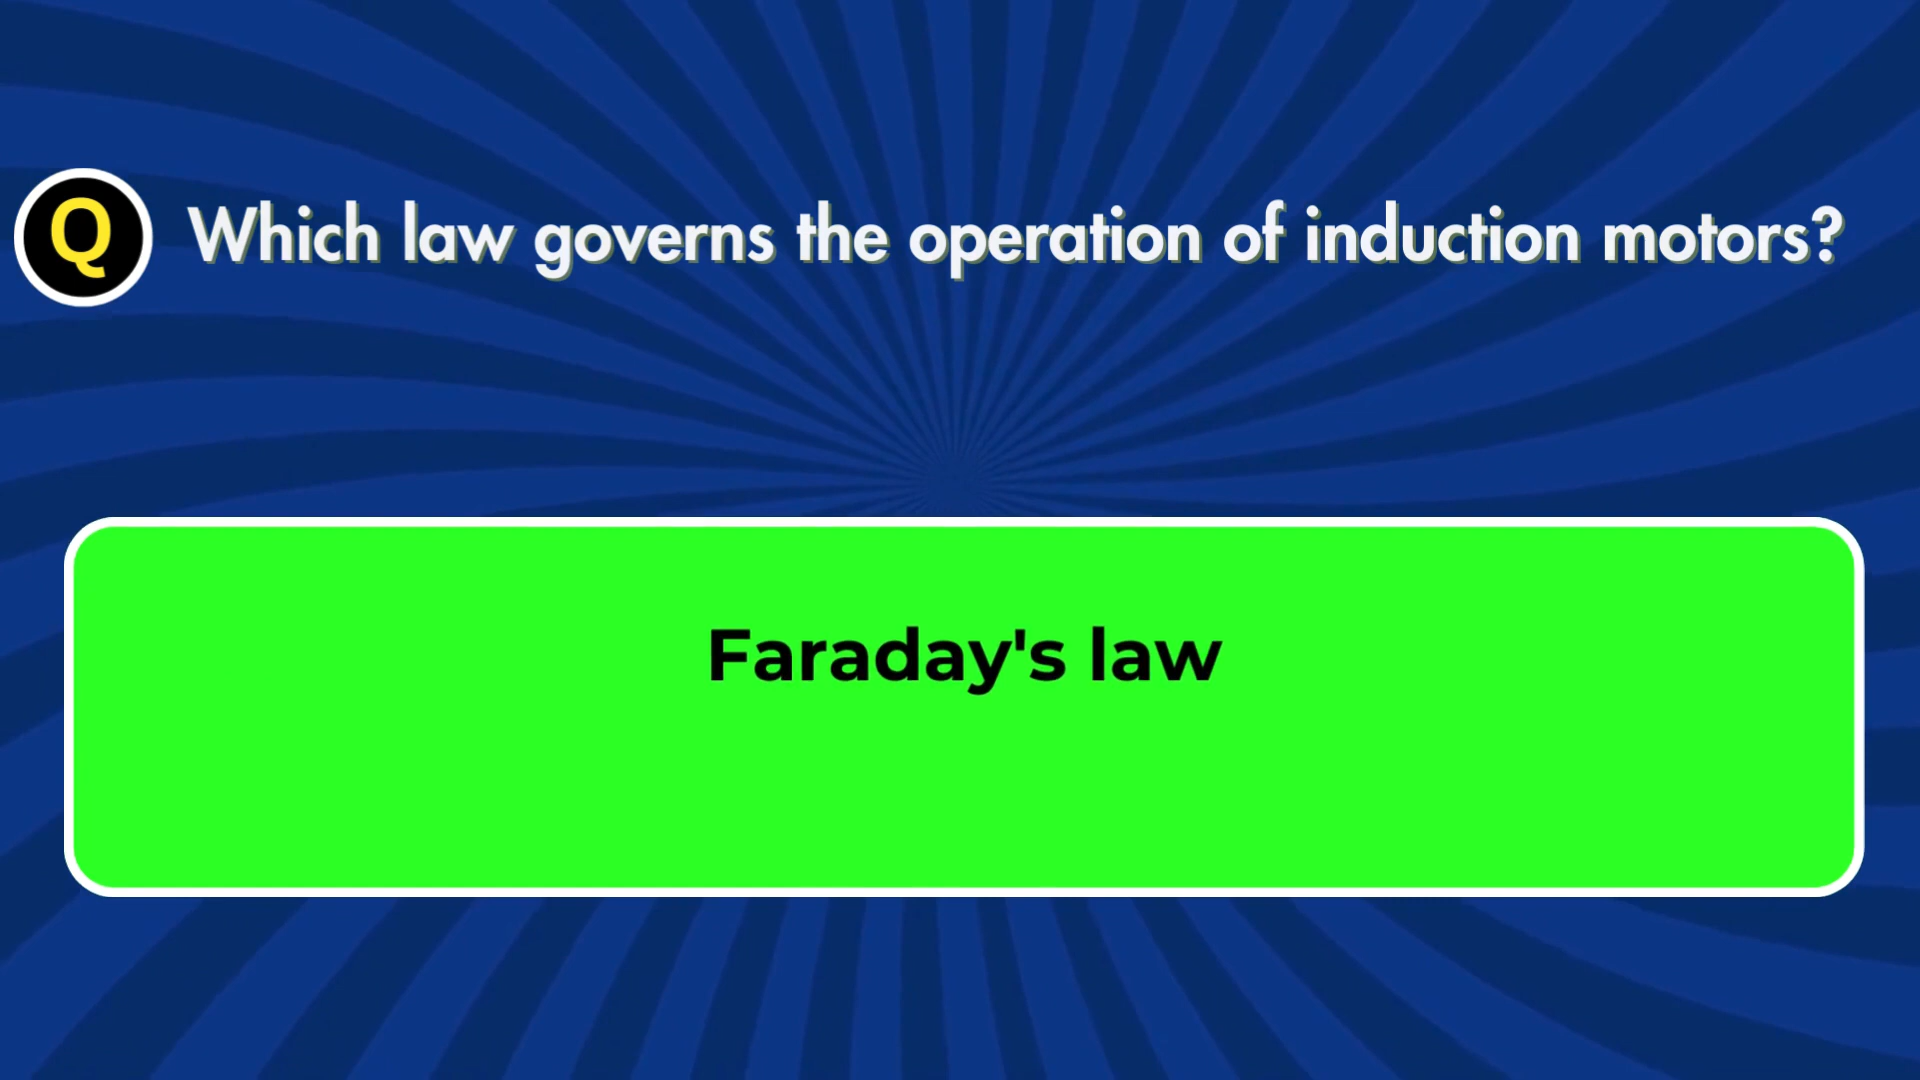 Q Which law governs the operation of induction motors?
Faraday's law